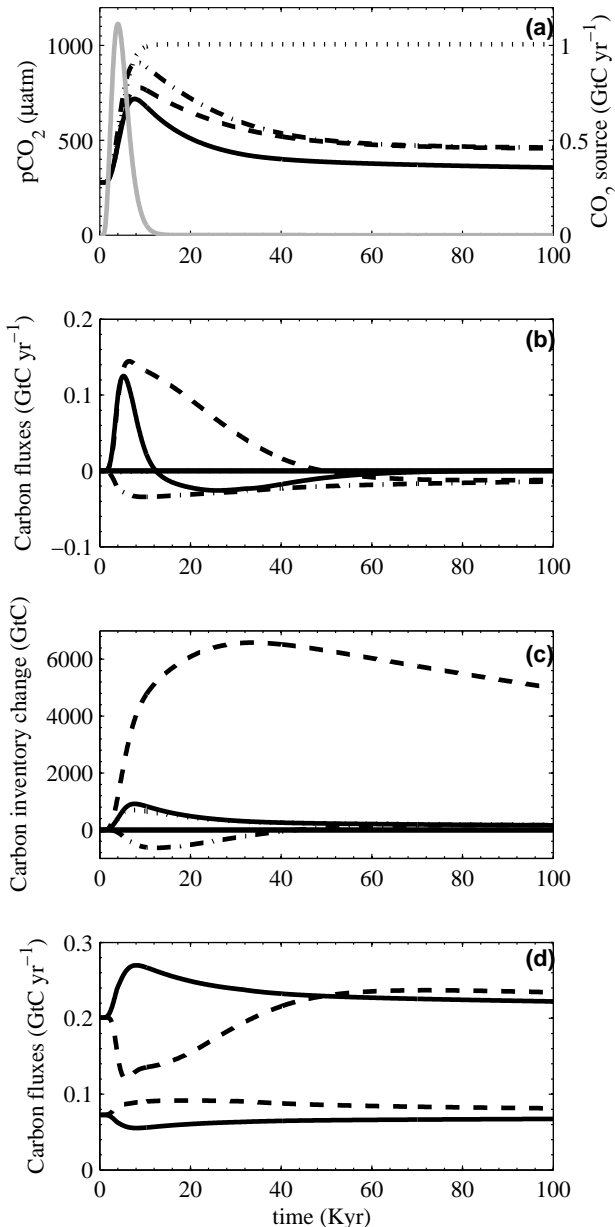 (a)
1000
500
0
pCO2 (µatm)
1
0.5
0
CO2 source (GtC yr−1)
0 20 40 60 80 100
(b)
0.2
0.1
0
−0.1
Carbon fluxes (GtC yr−1)
0 20 40 60 80 100
(c)
6000
4000
2000
0
Carbon inventory change (GtC)
0 20 40 60 80 100
(d)
0.3
0.2
0.1
0
Carbon fluxes (GtC yr−1)
0 20 40 60 80 100
time (Kyr)